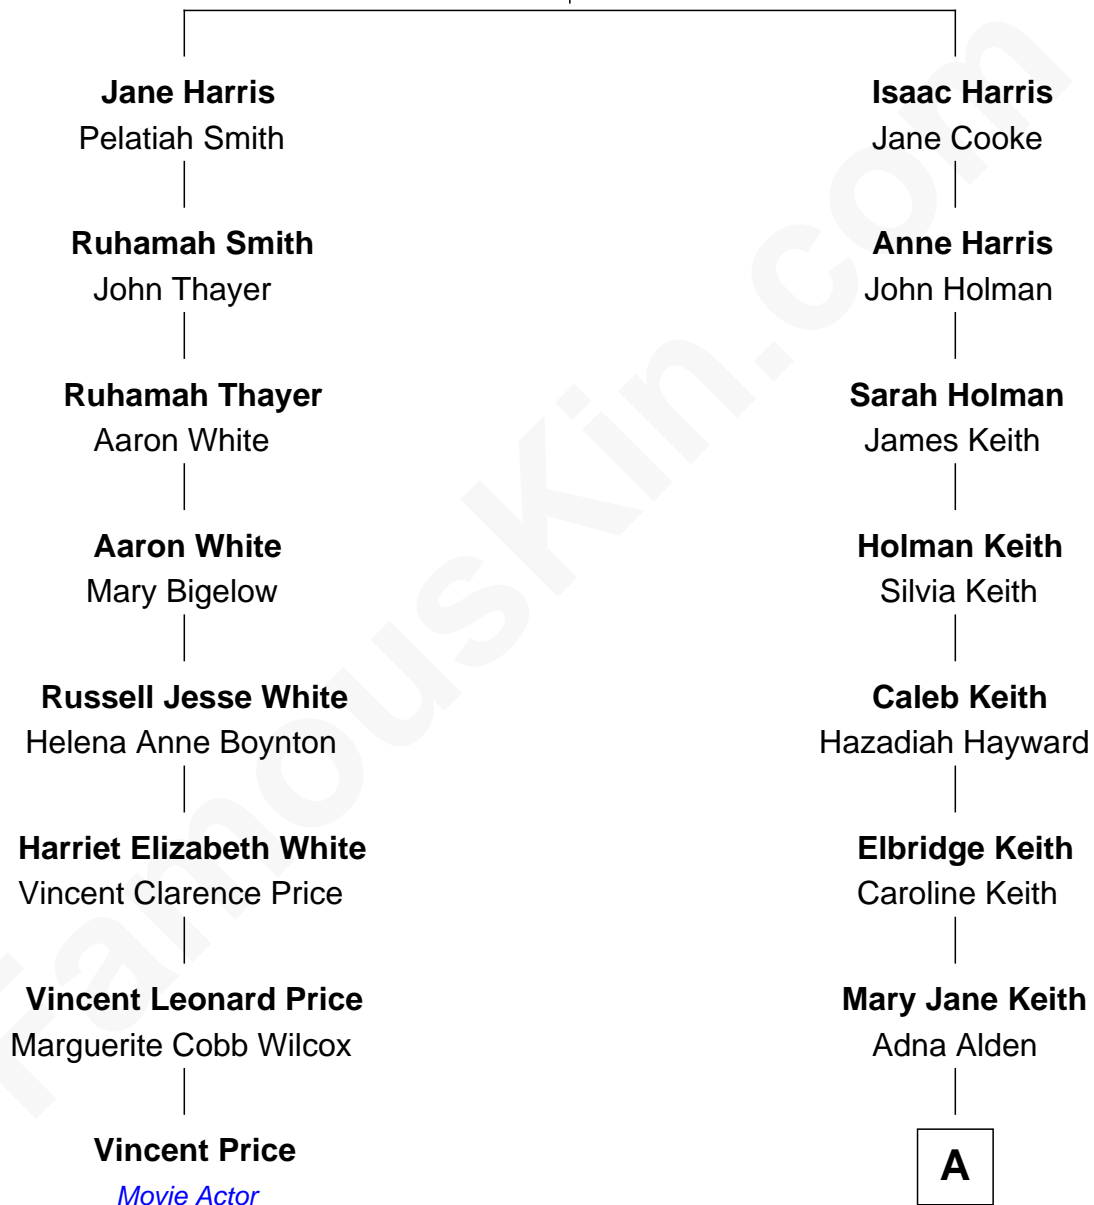 Jane Harris
Pelatiah Smith
Ruhamah Smith
John Thayer
Ruhamah Thayer
Aaron White
Aaron White
Mary Bigelow
Russell Jesse White
Helena Anne Boynton
Harriet Elizabeth White
Vincent Clarence Price
Vincent Leonard Price
Marguerite Cobb Wilcox
Vincent Price
Movie Actor
Isaac Harris
Jane Cooke
Anne Harris
John Holman
Sarah Holman
James Keith
Holman Keith
Silvia Keith
Caleb Keith
Hazadiah Hayward
Elbridge Keith
Caroline Keith
Mary Jane Keith
Adna Alden
A
FamousKin.com